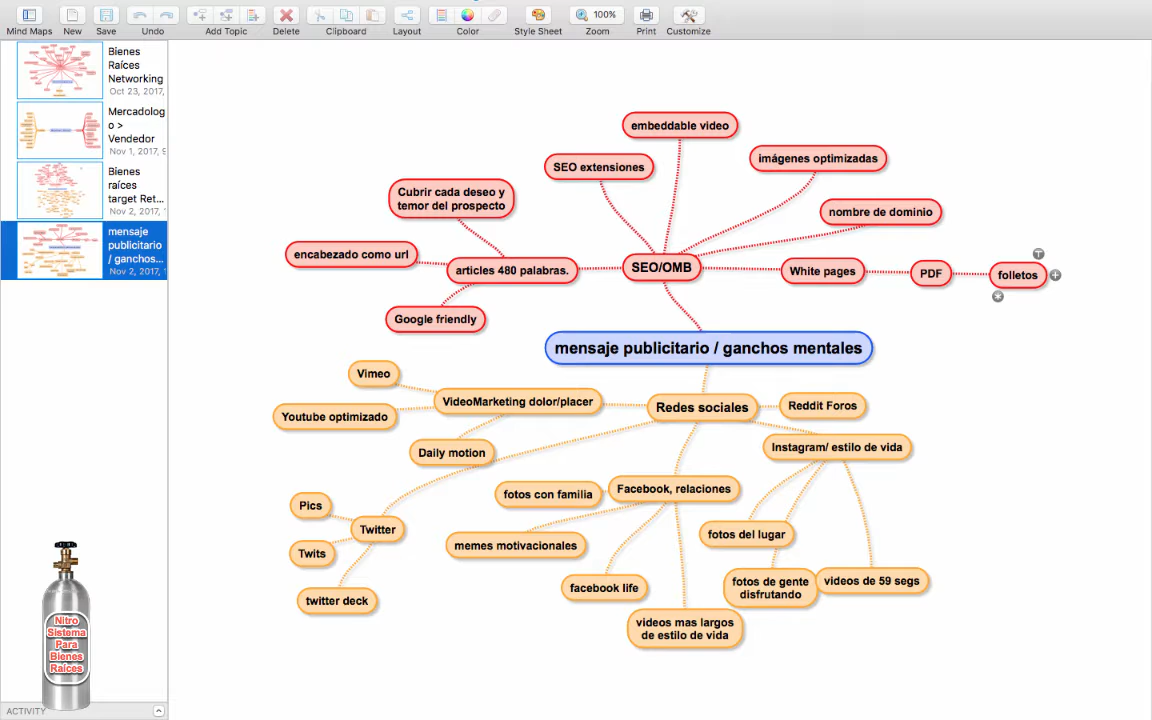 Mind Maps
New
Save
Undo
Add Topic
Delete
Clipboard
Layout
Color
Style Sheet
100%
Zoom
Print
Customize
Bienes
Raíces
Networking
Oct 23, 2017,
Mercadolog
o >
Vendedor
Nov 1, 2017, 9
Bienes
raíces
target Ret...
Nov 2, 2017,
mensaje
publicitario
/ ganchos...
Nov 2, 2017,
embeddable video
SEO extensiones
imágenes optimizadas
Cubrir cada deseo y
temor del prospecto
nombre de dominio
encabezado como url
articles 480 palabras.
SEO/OMB
White pages
PDF
folletos
T
Google friendly
mensaje publicitario / ganchos mentales
Vimeo
VideoMarketing dolor/placer
Redes sociales
Reddit Foros
Youtube optimizado
Daily motion
Instagram/ estilo de vida
fotos con familia
Facebook, relaciones
Pics
Twitter
Twits
twitter deck
memes motivacionales
fotos del lugar
facebook life
fotos de gente
disfrutando
videos de 59 segs
videos mas largos
de estilo de vida
Nitro
Sistema
Para
Bienes
Raíces
ACTIVITY